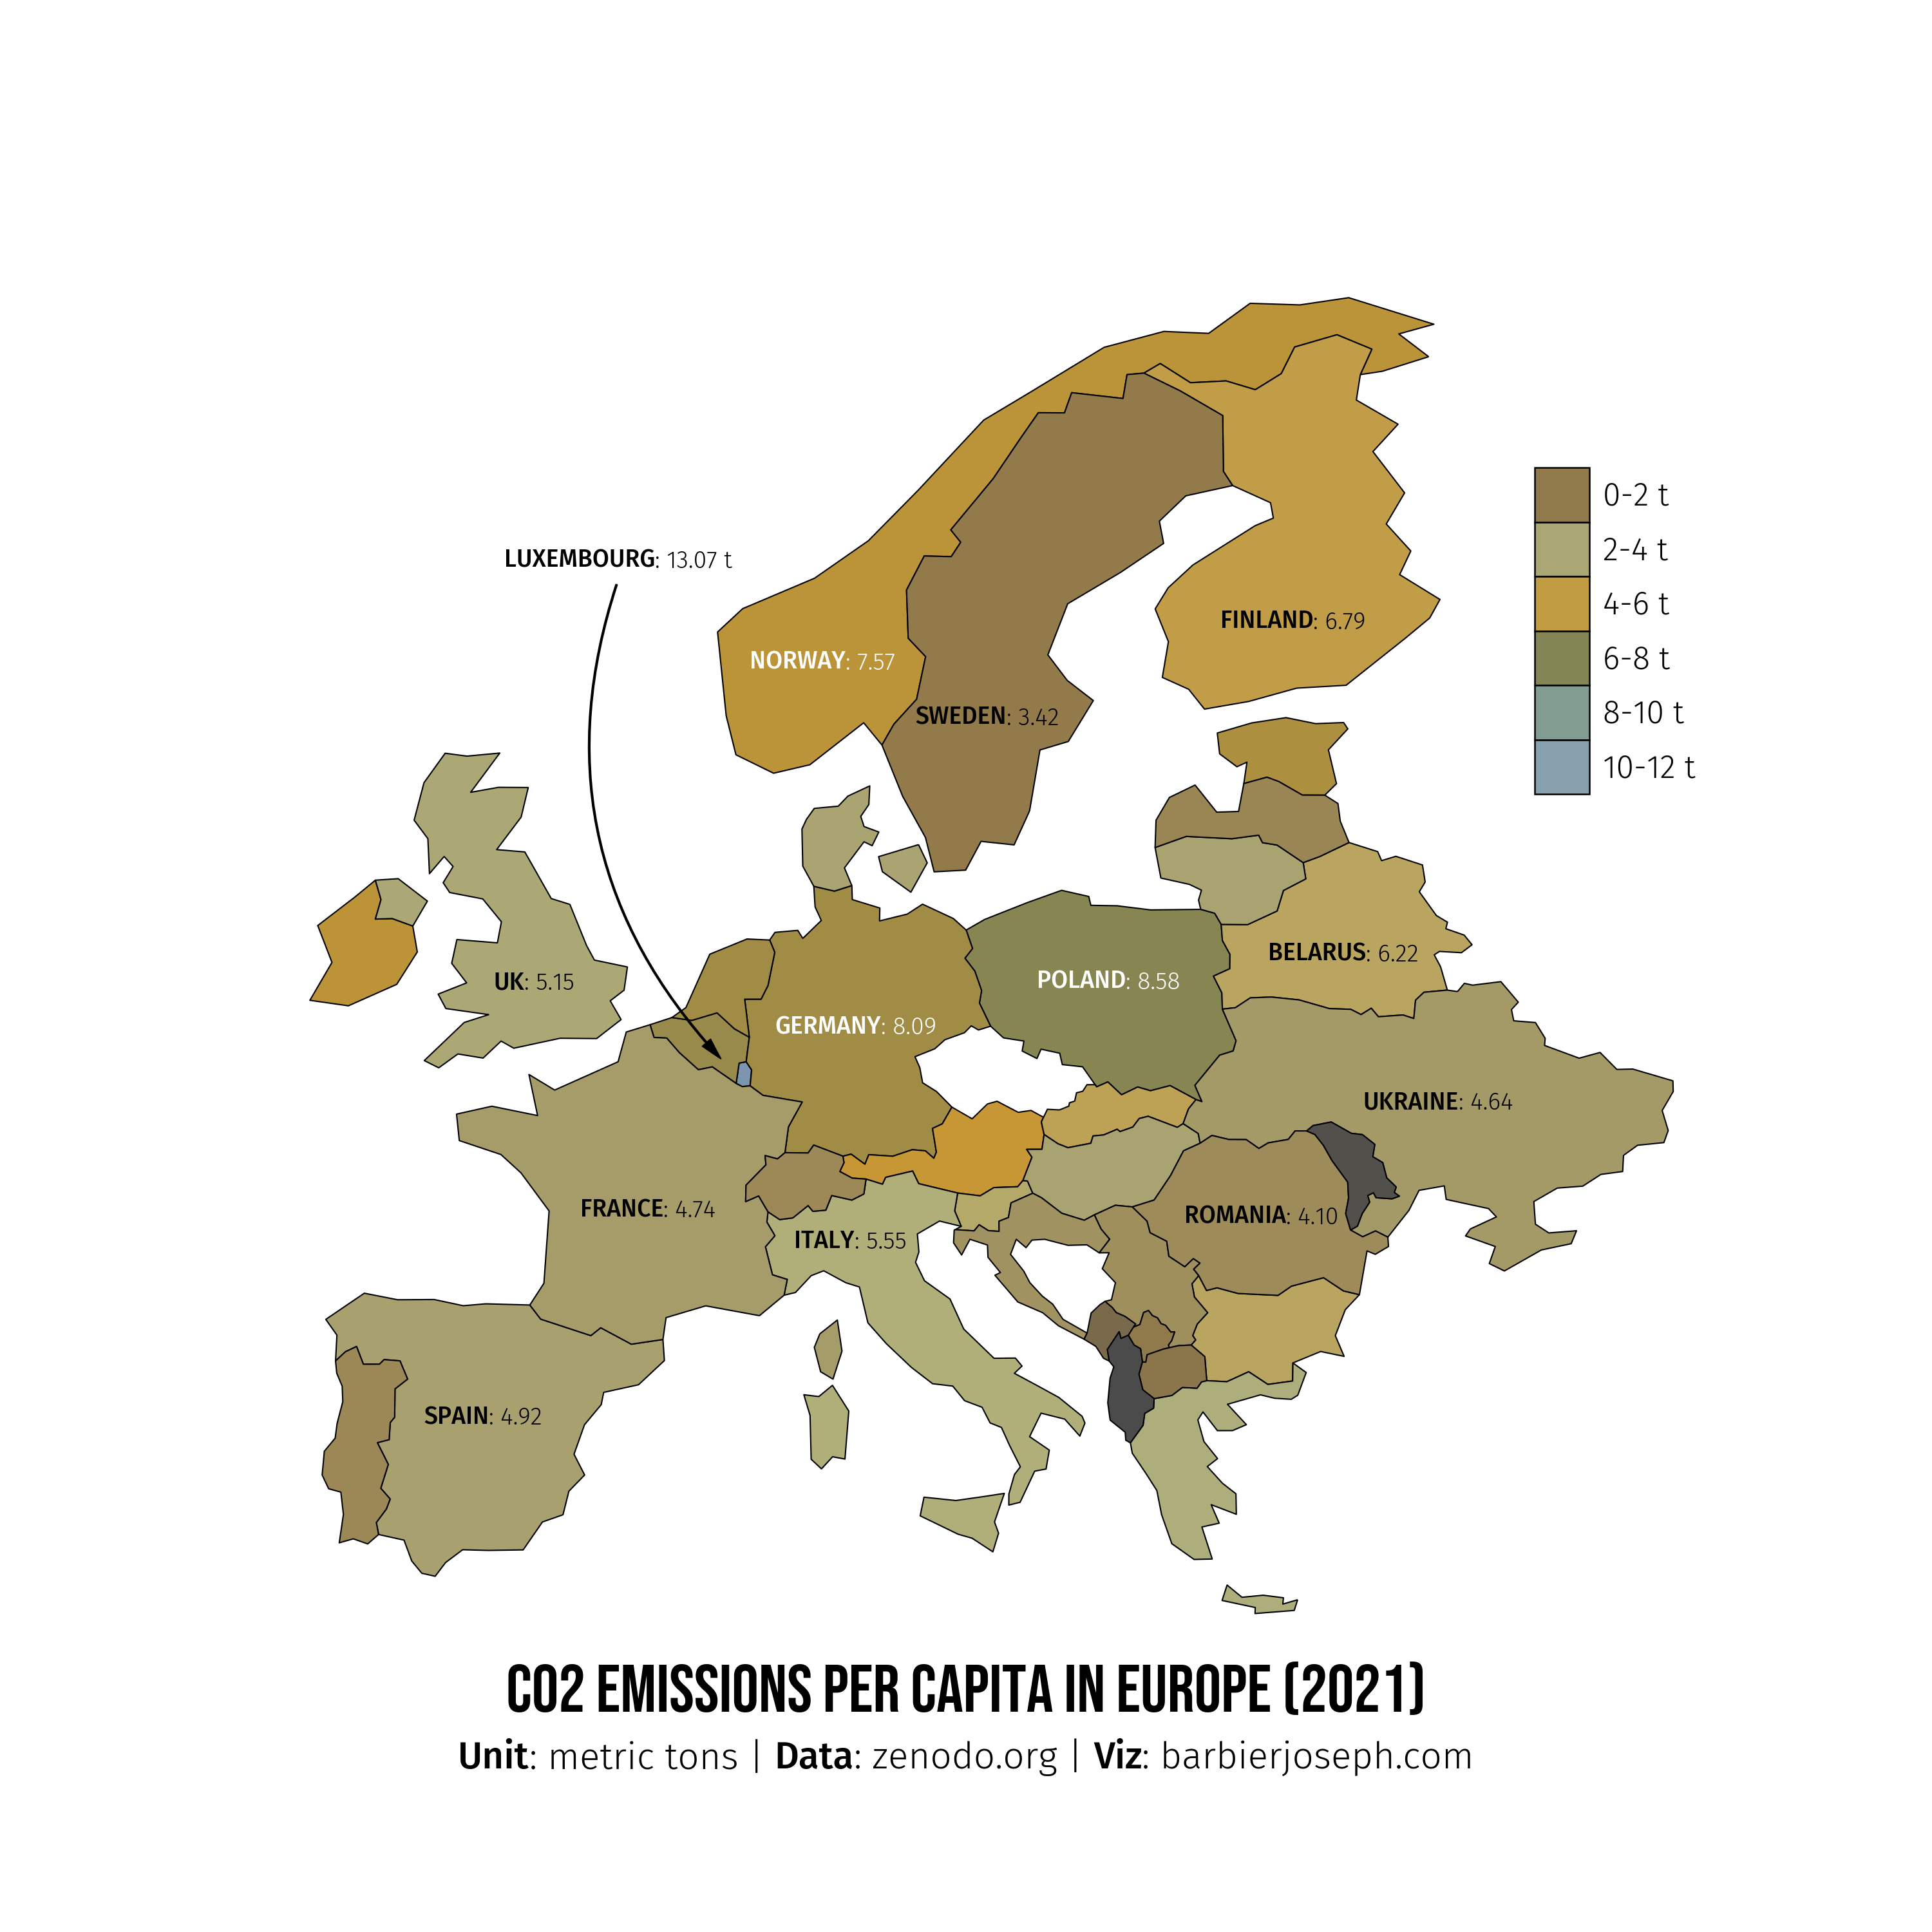 0-2 t
2-4 t
4-6 t
6-8 t
8-10 t
10-12 t
LUXEMBOURG: 13.07 t
FINLAND: 6.79
NORWAY: 7.57
SWEDEN: 3.42
BELARUS: 6.22
UK: 5.15
POLAND: 8.58
GERMANY: 8.09
UKRAINE: 4.64
FRANCE: 4.74
ROMANIA: 4.10
ITALY: 5.55
SPAIN: 4.92
CO2 EMISSIONS PER CAPITA IN EUROPE (2021)
Unit: metric tons | Data: zenodo.org | Viz: barbierjoseph.com